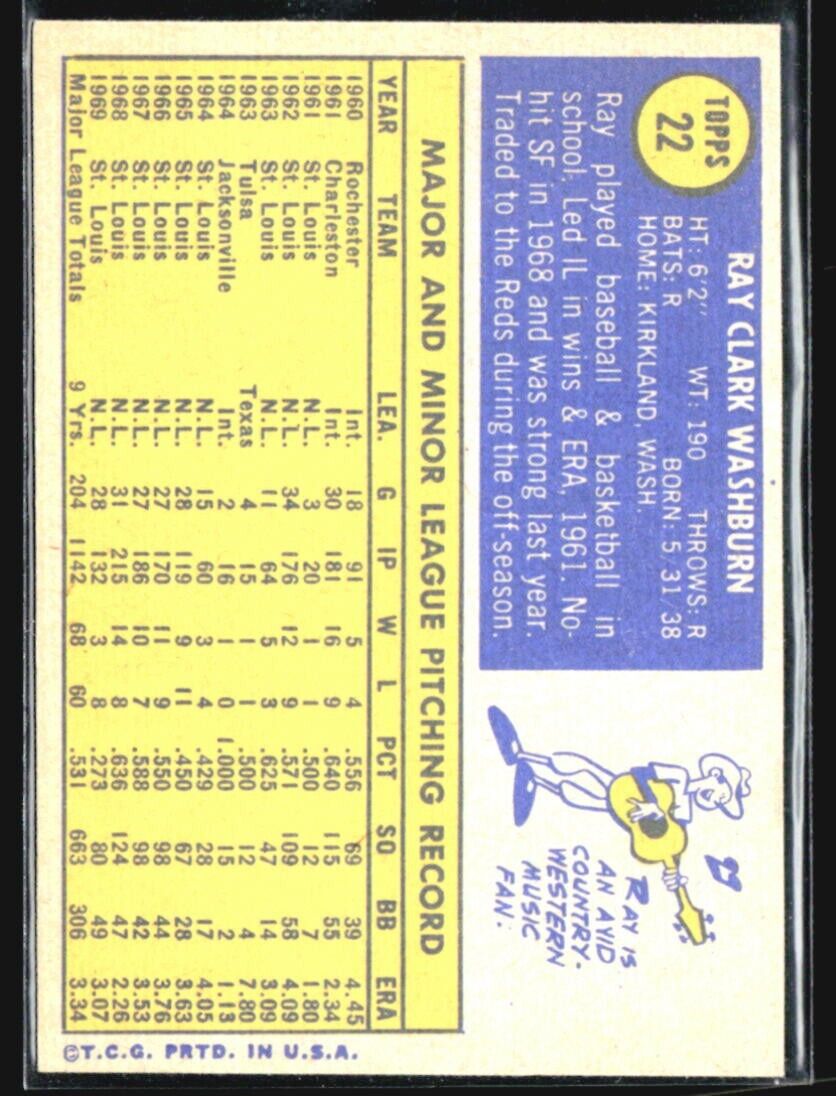 TOPPS
22
RAY CLARK WASHBURN
HT: 6'2" WT: 190 THROWS: R
BATS: R BORN: 5 31/38
HOME: KIRKLAND, WASH.
Ray played baseball & basketball in
school. Led IL in wins & ERA, 1961. No-
hit SF in 1968 and was strong last year.
Traded to the Reds during the off-season.
RAY IS
AN AVID
COUNTRY-
WESTERN
MUSIC
FAN.
MAJOR AND MINOR LEAGUE PITCHING RECORD
YEAR TEAM LEA. G IP W L PCT SO BB ERA
1960 Rochester Int. 18 91 5 4 .556 69 39 4.45
1961 Charleston Int. 30 181 16 9 .640 115 55 2.34
1961 St. Louis N.L. 3 20 1 1 .500 12 7 1.80
1962 St. Louis N.L. 34 176 12 9 .571 109 58 4.09
1963 St. Louis N.L. 11 64 5 3 .625 47 14 3.09
1963 Tulsa Texas 4 15 1 1 .500 12 4 7.80
1964 Jacksonville Int. 2 16 1 0 1.000 15 2 1.13
1964 St. Louis N.L. 15 60 3 4 .429 28 17 4.05
1965 St. Louis N.L. 28 119 9 11 .450 67 28 3.63
1966 St. Louis N.L. 27 170 11 9 .550 98 44 3.76
1967 St. Louis N.L. 27 186 10 7 .588 98 42 3.53
1968 St. Louis N.L. 31 215 14 8 .636 124 47 2.26
1969 St. Louis N.L. 28 132 3 8 .273 80 49 3.07
Major League Totals 9 Yrs. 204 1142 68 60 .531 663 306 3.34
©T.C.G. PRTD. IN U.S.A.